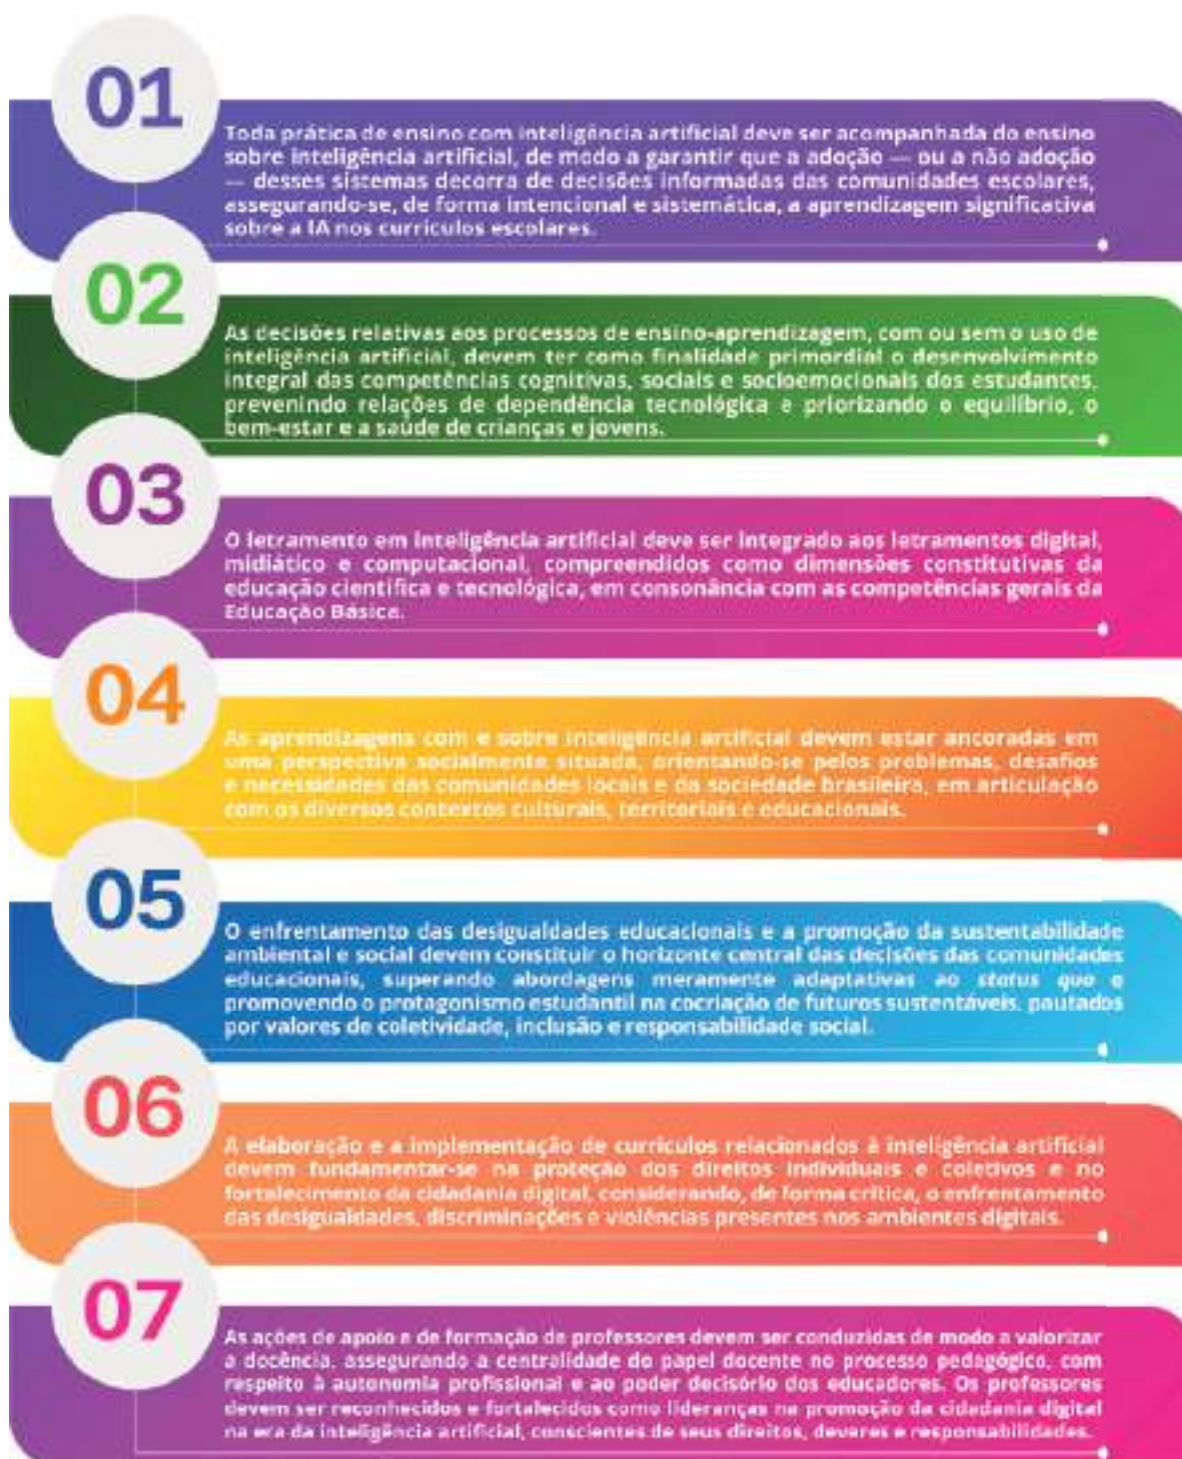 01
Toda prática de ensino com inteligência artificial deve ser acompanhada do ensino
sobre inteligência artificial, de modo a garantir que a adoção — ou a não adoção
— desses sistemas decorra de decisões informadas das comunidades escolares,
assegurando-se, de forma intencional e sistemática, a aprendizagem significativa
sobre a IA nos currículos escolares.
02
As decisões relativas aos processos de ensino-aprendizagem, com ou sem o uso de
inteligência artificial, devem ter como finalidade primordial o desenvolvimento
integral das competências cognitivas, sociais e socioemocionais dos estudantes,
prevenindo relações de dependência tecnológica e priorizando o equilíbrio, o
bem-estar e a saúde de crianças e jovens.
03
O letramento em inteligência artificial deve ser integrado aos letramentos digital,
midiático e computacional, compreendidos como dimensões constitutivas da
educação científica e tecnológica, em consonância com as competências gerais da
Educação Básica.
04
As aprendizagens com e sobre inteligência artificial devem estar ancoradas em
uma perspectiva socialmente situada, orientando-se pelos problemas, desafios
e necessidades das comunidades locais e da sociedade brasileira, em articulação
com os diversos contextos culturais, territoriais e educacionais.
05
O enfrentamento das desigualdades educacionais e a promoção da sustentabilidade
ambiental e social devem constituir o horizonte central das decisões das comunidades
educacionais, superando abordagens meramente adaptativas ao status quo e
promovendo o protagonismo estudantil na cocriação de futuros sustentáveis, pautados
por valores de coletividade, inclusão e responsabilidade social.
06
A elaboração e a implementação de currículos relacionados à inteligência artificial
devem fundamentar-se na proteção dos direitos individuais e coletivos e no
fortalecimento da cidadania digital, considerando, de forma crítica, o enfrentamento
das desigualdades, discriminações e violências presentes nos ambientes digitais.
07
As ações de apoio e de formação de professores devem ser conduzidas de modo a valorizar
a docência, assegurando a centralidade do papel docente no processo pedagógico, com
respeito à autonomia profissional e ao poder decisório dos educadores. Os professores
devem ser reconhecidos e fortalecidos como lideranças na promoção da cidadania digital
na era da inteligência artificial, conscientes de seus direitos, deveres e responsabilidades.